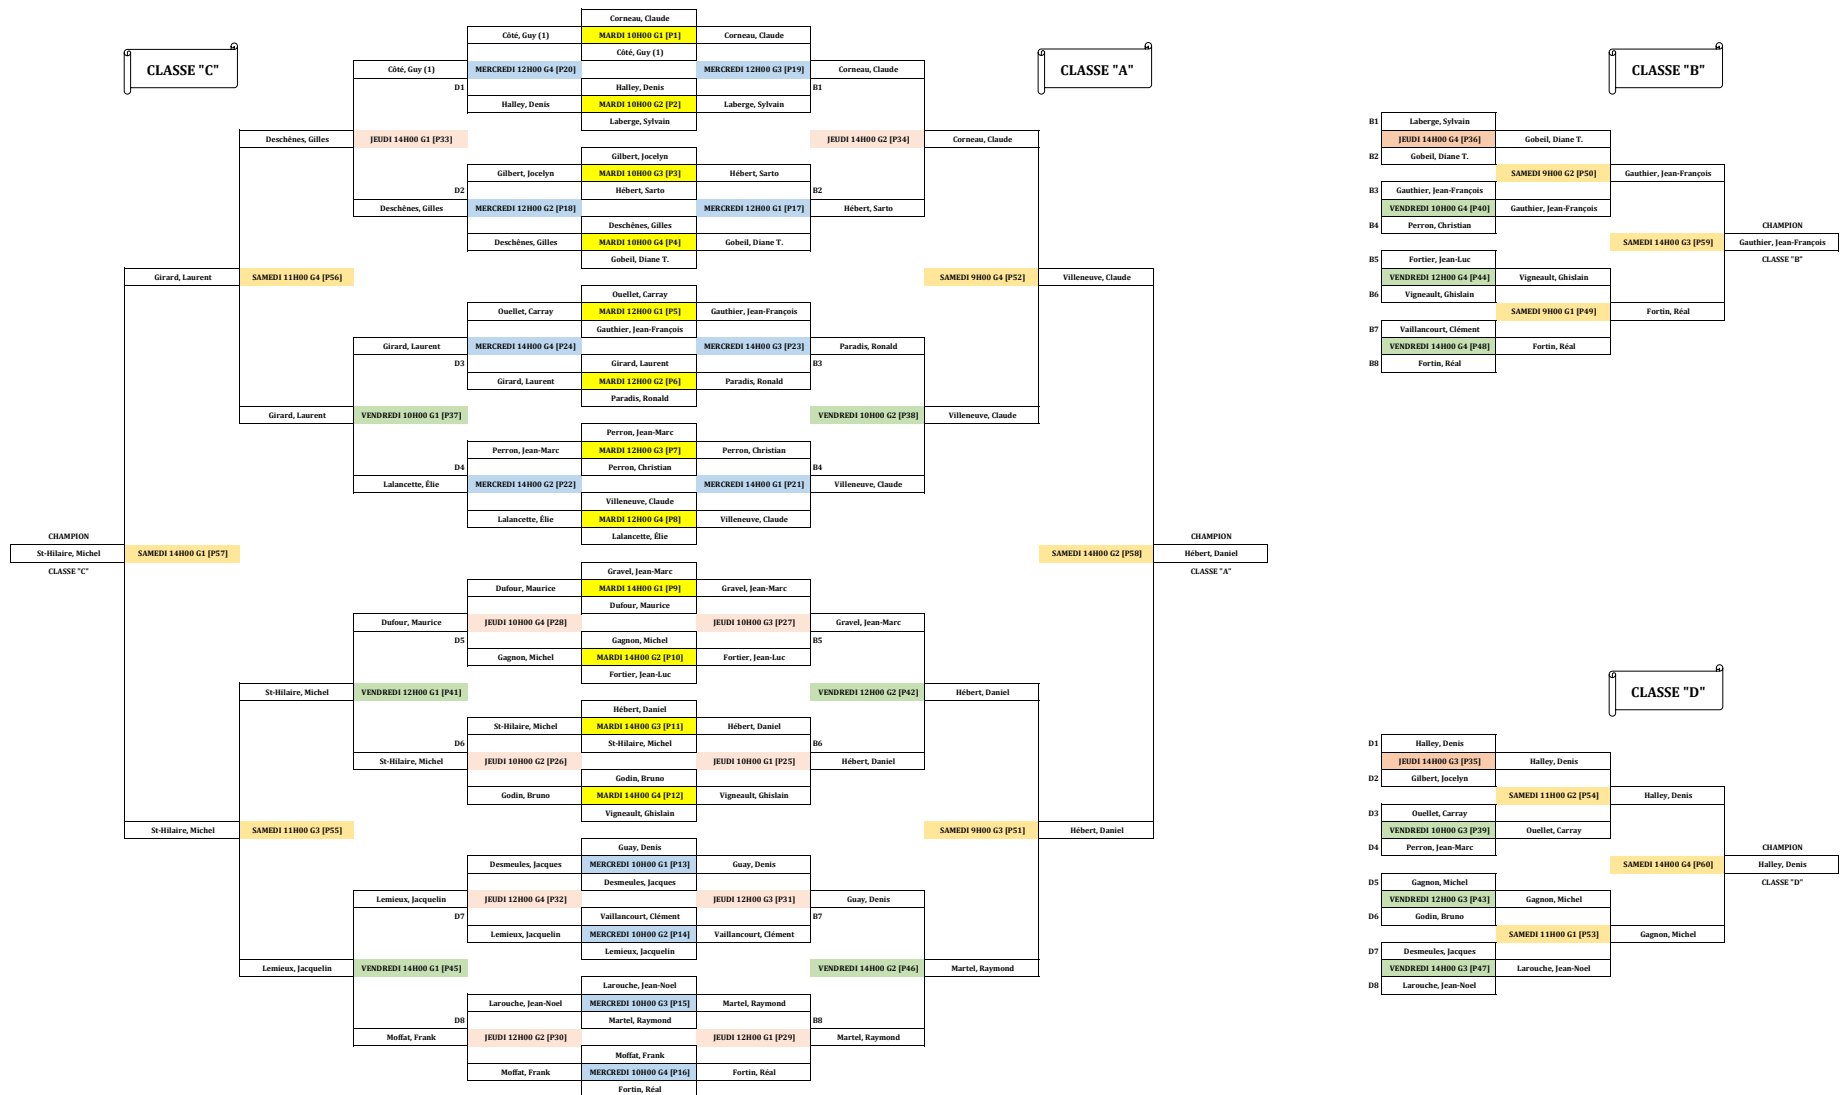 Corneau, Claude
Côté, Guy (1) MARDI 10H00 G1 [P1] Corneau, Claude
Côté, Guy (1)
CLASSE "C" Côté, Guy (1) MERCREDI 12H00 G4 [P20] MERCREDI 12H00 G3 [P19] Corneau, Claude CLASSE "A" CLASSE "B"
D1 Halley, Denis B1
Halley, Denis MARDI 10H00 G2 [P2] Laberge, Sylvain
Laberge, Sylvain B1 Laberge, Sylvain
Deschênes, Gilles JEUDI 14H00 G1 [P33] JEUDI 14H00 G2 [P34] Corneau, Claude JEUDI 14H00 G4 [P36] Gobeil, Diane T.
Gilbert, Jocelyn B2 Gobeil, Diane T.
Gilbert, Jocelyn MARDI 10H00 G3 [P3] Hébert, Sarto SAMEDI 9H00 G2 [P50] Gauthier, Jean-François
D2 Hébert, Sarto B2 B3 Gauthier, Jean-François
Deschênes, Gilles MERCREDI 12H00 G2 [P18] MERCREDI 12H00 G1 [P17] Hébert, Sarto VENDREDI 10H00 G4 [P40] Gauthier, Jean-François
Deschênes, Gilles B4 Perron, Christian CHAMPION
Deschênes, Gilles MARDI 10H00 G4 [P4] Gobeil, Diane T. SAMEDI 14H00 G3 [P59] Gauthier, Jean-François
Gobeil, Diane T. B5 Fortier, Jean-Luc CLASSE "B"
Girard, Laurent SAMEDI 11H00 G4 [P56] SAMEDI 9H00 G4 [P52] Villeneuve, Claude VENDREDI 12H00 G4 [P44] Vigneault, Ghislain
Ouellet, Carray B6 Vigneault, Ghislain
Ouellet, Carray MARDI 12H00 G1 [P5] Gauthier, Jean-François SAMEDI 9H00 G1 [P49] Fortin, Réal
Gauthier, Jean-François B7 Vaillancourt, Clément
Girard, Laurent MERCREDI 14H00 G4 [P24] MERCREDI 14H00 G3 [P23] Paradis, Ronald VENDREDI 14H00 G4 [P48] Fortin, Réal
D3 Girard, Laurent B3 B8 Fortin, Réal
Girard, Laurent MARDI 12H00 G2 [P6] Paradis, Ronald
Paradis, Ronald
Girard, Laurent VENDREDI 10H00 G1 [P37] VENDREDI 10H00 G2 [P38] Villeneuve, Claude
Perron, Jean-Marc
Perron, Jean-Marc MARDI 12H00 G3 [P7] Perron, Christian
D4 Perron, Christian B4
Lalancette, Élie MERCREDI 14H00 G2 [P22] MERCREDI 14H00 G1 [P21] Villeneuve, Claude
Villeneuve, Claude
Lalancette, Élie MARDI 12H00 G4 [P8] Villeneuve, Claude
CHAMPION Lalancette, Élie CHAMPION
St-Hilaire, Michel SAMEDI 14H00 G1 [P57] SAMEDI 14H00 G2 [P58] Hébert, Daniel
CLASSE "C" Gravel, Jean-Marc CLASSE "A"
Dufour, Maurice MARDI 14H00 G1 [P9] Gravel, Jean-Marc
Dufour, Maurice
Dufour, Maurice JEUDI 10H00 G4 [P28] JEUDI 10H00 G3 [P27] Gravel, Jean-Marc
D5 Gagnon, Michel B5
Gagnon, Michel MARDI 14H00 G2 [P10] Fortier, Jean-Luc
Fortier, Jean-Luc
St-Hilaire, Michel VENDREDI 12H00 G1 [P41] VENDREDI 12H00 G2 [P42] Hébert, Daniel CLASSE "D"
Hébert, Daniel
St-Hilaire, Michel MARDI 14H00 G3 [P11] Hébert, Daniel
D6 St-Hilaire, Michel B6 D1 Halley, Denis
St-Hilaire, Michel JEUDI 10H00 G2 [P26] JEUDI 10H00 G1 [P25] Hébert, Daniel JEUDI 14H00 G3 [P35] Halley, Denis
Godin, Bruno D2 Gilbert, Jocelyn
Godin, Bruno MARDI 14H00 G4 [P12] Vigneault, Ghislain SAMEDI 11H00 G2 [P54] Halley, Denis
Vigneault, Ghislain D3 Ouellet, Carray
St-Hilaire, Michel SAMEDI 11H00 G3 [P55] SAMEDI 9H00 G3 [P51] Hébert, Daniel VENDREDI 10H00 G3 [P39] Ouellet, Carray
Guay, Denis D4 Perron, Jean-Marc CHAMPION
Desmeules, Jacques MERCREDI 10H00 G1 [P13] Guay, Denis SAMEDI 14H00 G4 [P60] Halley, Denis
Desmeules, Jacques D5 Gagnon, Michel CLASSE "D"
Lemieux, Jacquelin JEUDI 12H00 G4 [P32] JEUDI 12H00 G3 [P31] Guay, Denis VENDREDI 12H00 G3 [P43] Gagnon, Michel
D7 Vaillancourt, Clément B7 D6 Godin, Bruno
Lemieux, Jacquelin MERCREDI 10H00 G2 [P14] Vaillancourt, Clément SAMEDI 11H00 G1 [P53] Gagnon, Michel
Lemieux, Jacquelin D7 Desmeules, Jacques
Lemieux, Jacquelin VENDREDI 14H00 G1 [P45] VENDREDI 14H00 G2 [P46] Martel, Raymond VENDREDI 14H00 G3 [P47] Larouche, Jean-Noel
Larouche, Jean-Noel D8 Larouche, Jean-Noel
Larouche, Jean-Noel MERCREDI 10H00 G3 [P15] Martel, Raymond
D8 Martel, Raymond B8
Moffat, Frank JEUDI 12H00 G2 [P30] JEUDI 12H00 G1 [P29] Martel, Raymond
Moffat, Frank
Moffat, Frank MERCREDI 10H00 G4 [P16] Fortin, Réal
Fortin, Réal